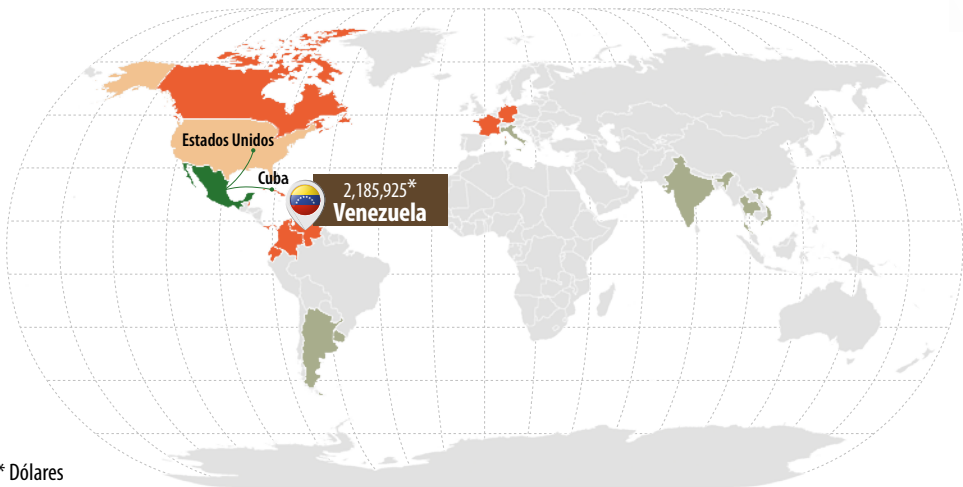 Estados Unidos
Cuba
2,185,925*
Venezuela
* Dólares